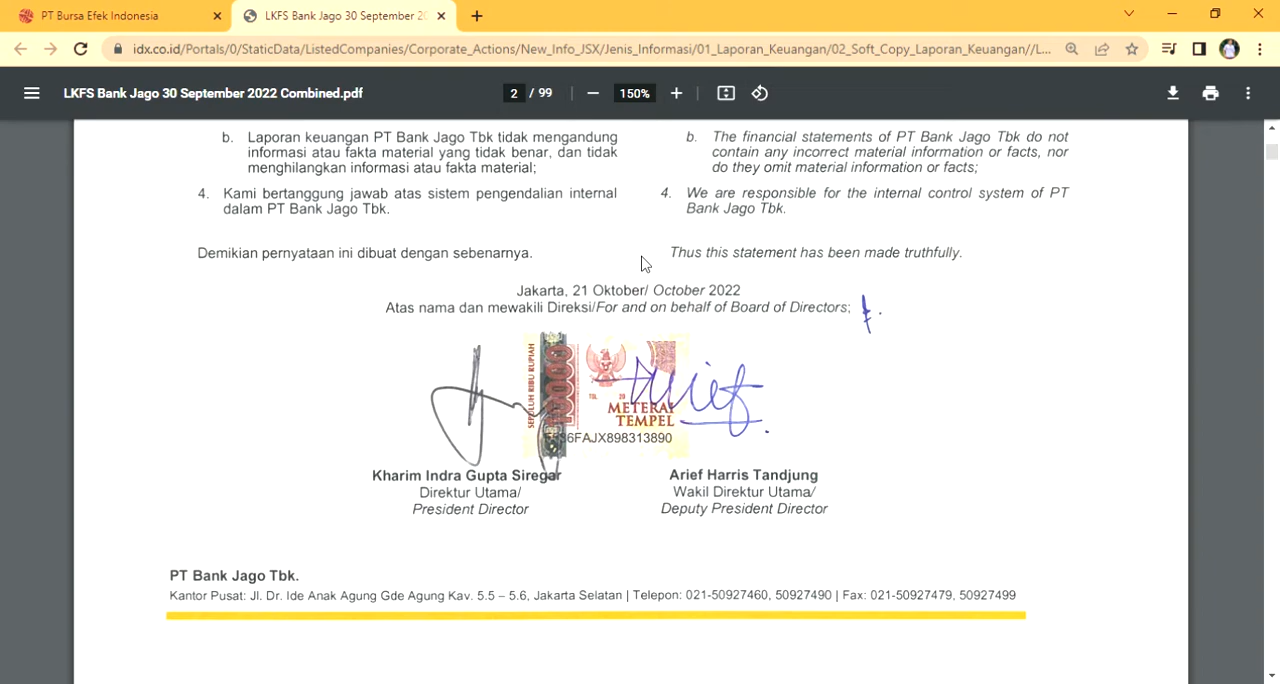 PT Bursa Efek Indonesia
LKFS Bank Jago 30 September 20
idx.co.id/Portals/0/StaticData/ListedCompanies/Corporate_Actions/New_Info_JSX/Jenis_Informasi/01_Laporan_Keuangan/02_Soft_Copy_Laporan_Keuangan//L...
LKFS Bank Jago 30 September 2022 Combined.pdf
2 / 99
150%
b. Laporan keuangan PT Bank Jago Tbk tidak mengandung
informasi atau fakta material yang tidak benar, dan tidak
menghilangkan informasi atau fakta material;
4. Kami bertanggung jawab atas sistem pengendalian internal
dalam PT Bank Jago Tbk.
Demikian pernyataan ini dibuat dengan sebenarnya.
b. The financial statements of PT Bank Jago Tbk do not
contain any incorrect material information or facts, nor
do they omit material information or facts;
4. We are responsible for the internal control system of PT
Bank Jago Tbk.
Thus this statement has been made truthfully.
Jakarta, 21 Oktober/ October 2022
Atas nama dan mewakili Direksi/For and on behalf of Board of Directors;
SEPULUH RIBU RUPIAH
10000
TGL 20
METERAI
TEMPEL
6FAJX898313890
Arief
Kharim Indra Gupta Siregar
Direktur Utama/
President Director
Arief Harris Tandjung
Wakil Direktur Utama/
Deputy President Director
PT Bank Jago Tbk.
Kantor Pusat: Jl. Dr. Ide Anak Agung Gde Agung Kav. 5.5 – 5.6, Jakarta Selatan | Telepon: 021-50927460, 50927490 | Fax: 021-50927479, 50927499